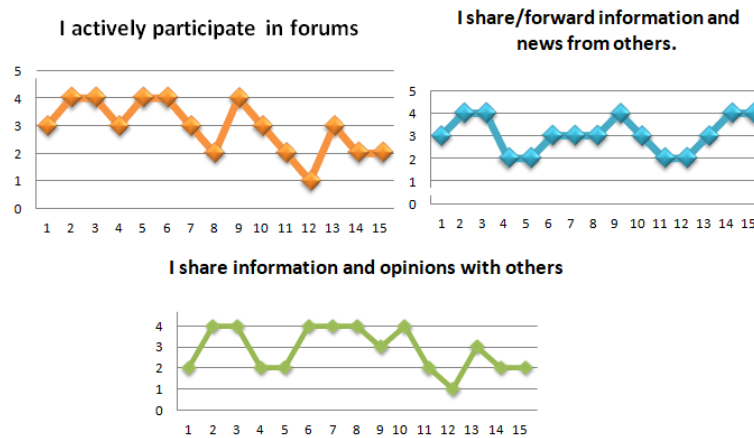 I actively participate in forums
5
4
3
2
1
0
1 2 3 4 5 6 7 8 9 10 11 12 13 14 15
I share/forward information and
news from others.
5
4
3
2
1
0
1 2 3 4 5 6 7 8 9 10 11 12 13 14 15
I share information and opinions with others
4
3
2
1
0
1 2 3 4 5 6 7 8 9 10 11 12 13 14 15